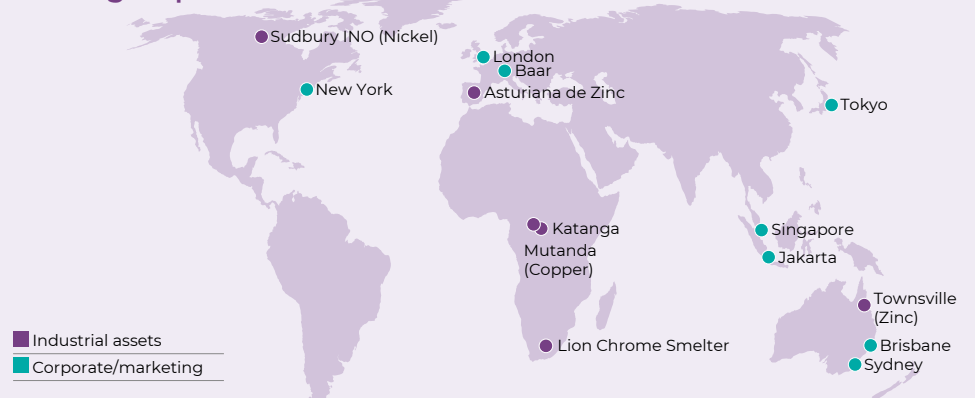 Sudbury INO (Nickel)
London
Baar
New York
Asturiana de Zinc
Tokyo
Katanga
Mutanda
(Copper)
Singapore
Jakarta
Townsville
(Zinc)
Lion Chrome Smelter
Brisbane
Sydney
Industrial assets
Corporate/marketing